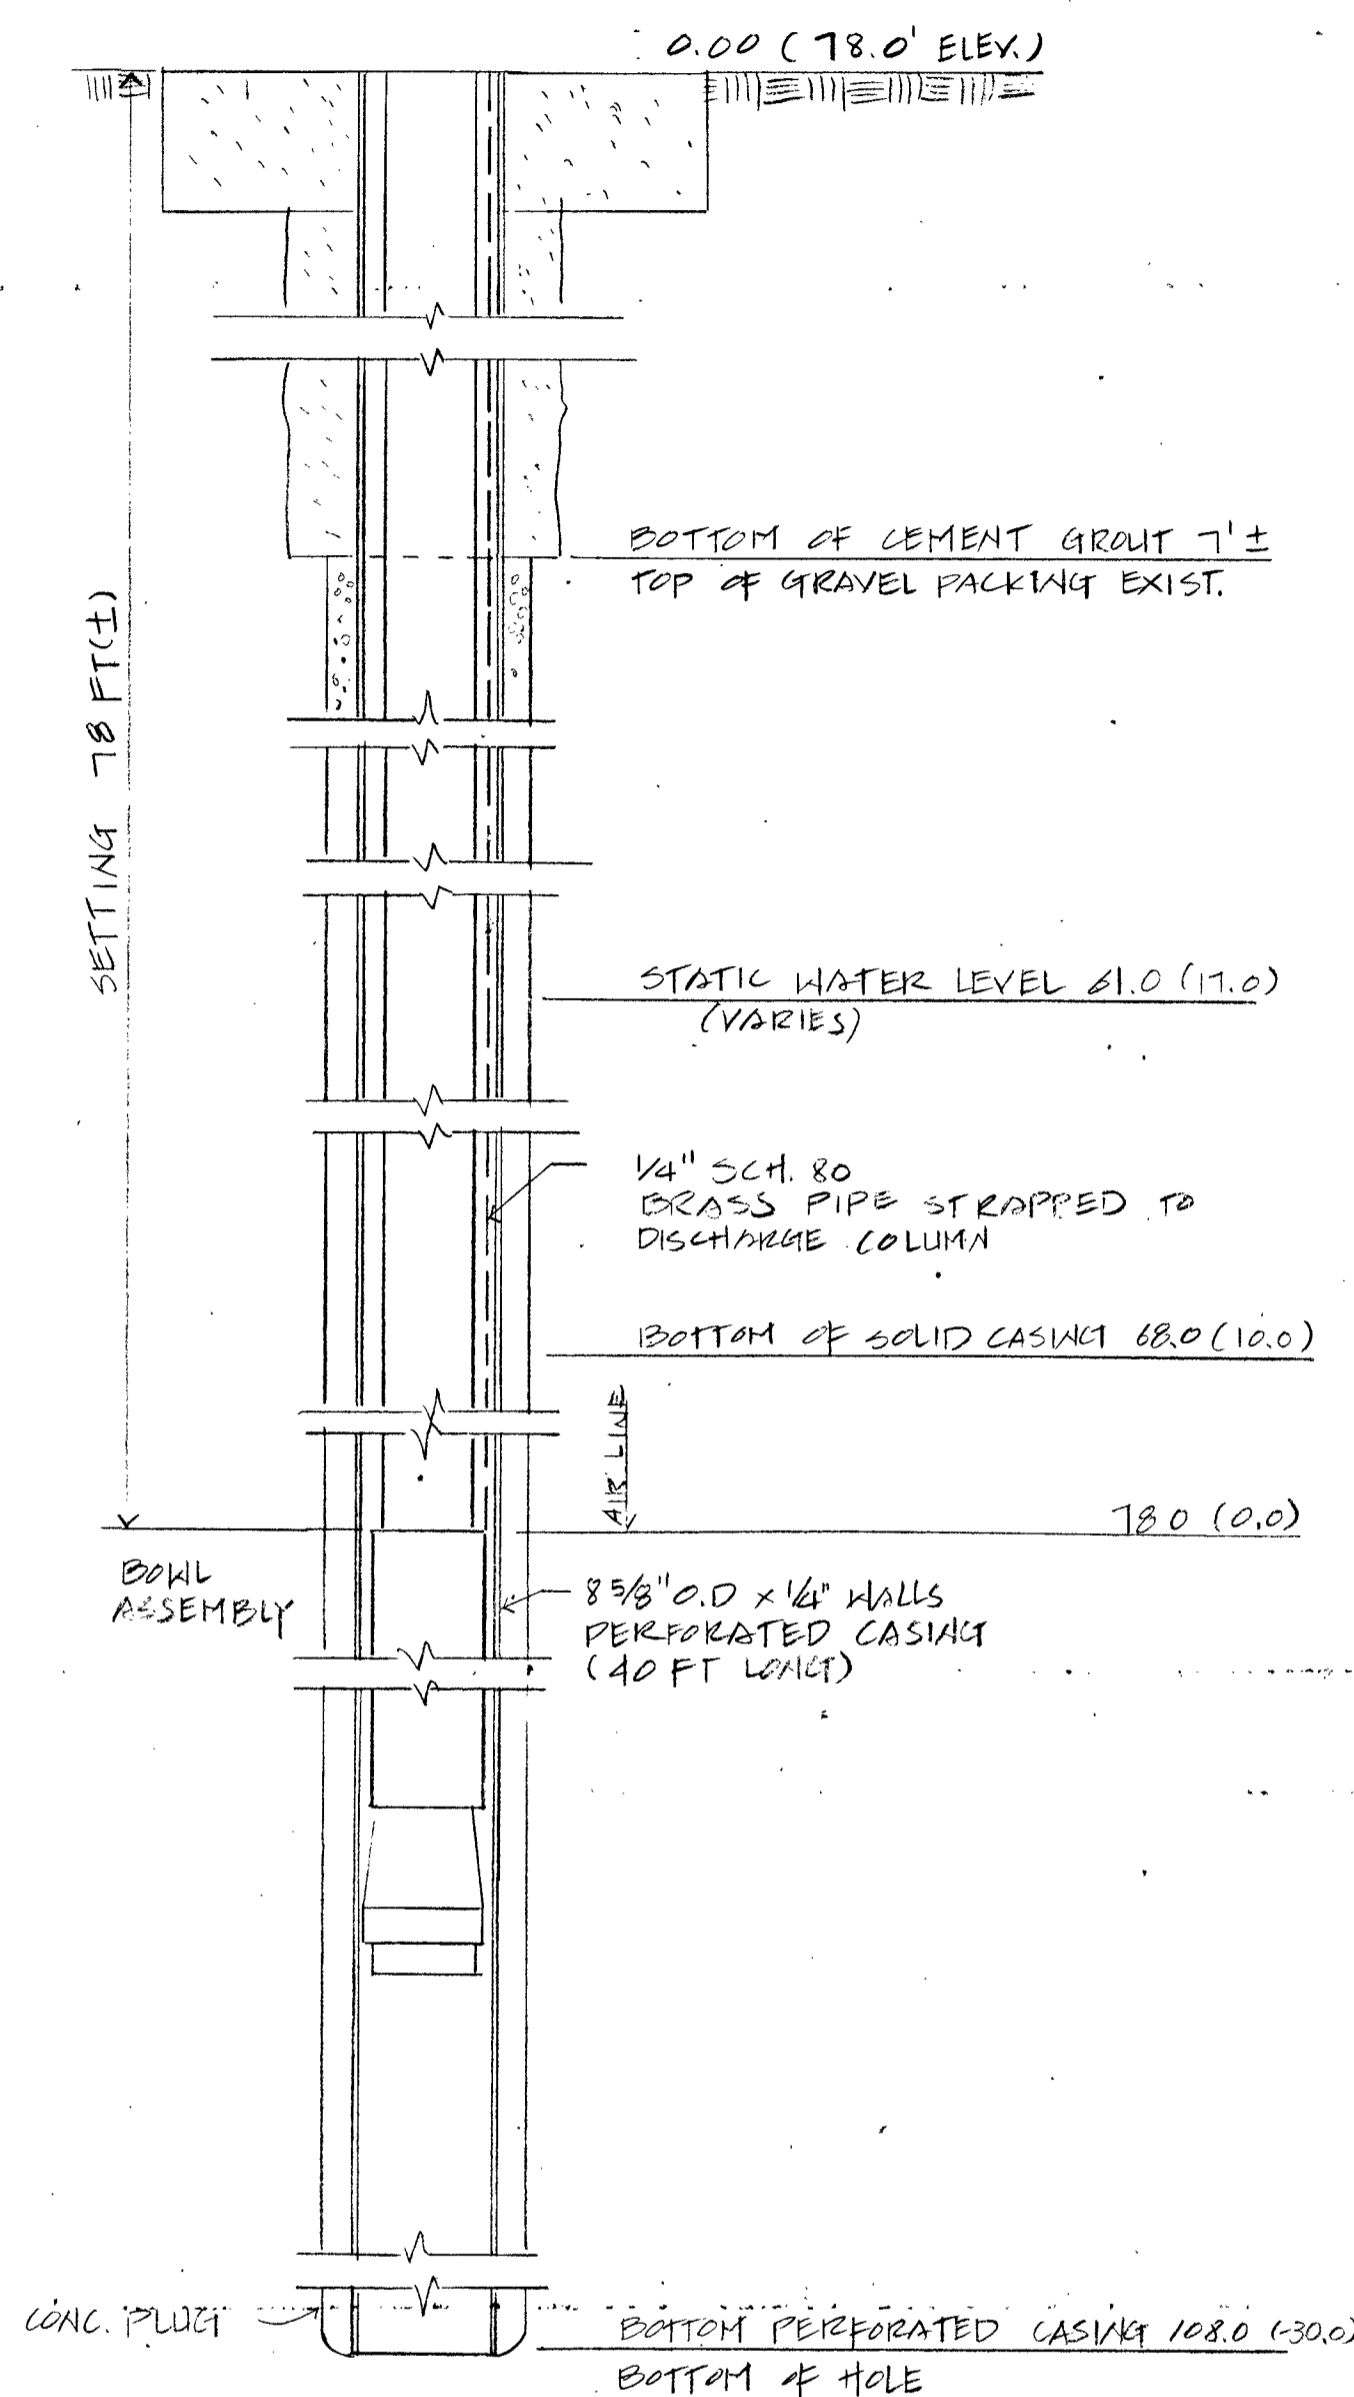 0.00 (78.0' ELEV.)
SETTING 78 FT(±)
BOTTOM OF CEMENT GROUT 7'±
TOP OF GRAVEL PACKING EXIST.
STATIC WATER LEVEL 61.0 (17.0)
(VARIES)
1/4" SCH. 80
BRASS PIPE STRAPPED TO
DISCHARGE COLUMN
BOTTOM OF SOLID CASING 68.0 (10.0)
AIR LINE
78.0 (0.0)
BOWL
ASSEMBLY
8 5/8" O.D x 1/4" WALLS
PERFORATED CASING
(40 FT LONG)
CONC. PLUG
BOTTOM PERFORATED CASING 108.0 (-30.0)
BOTTOM OF HOLE